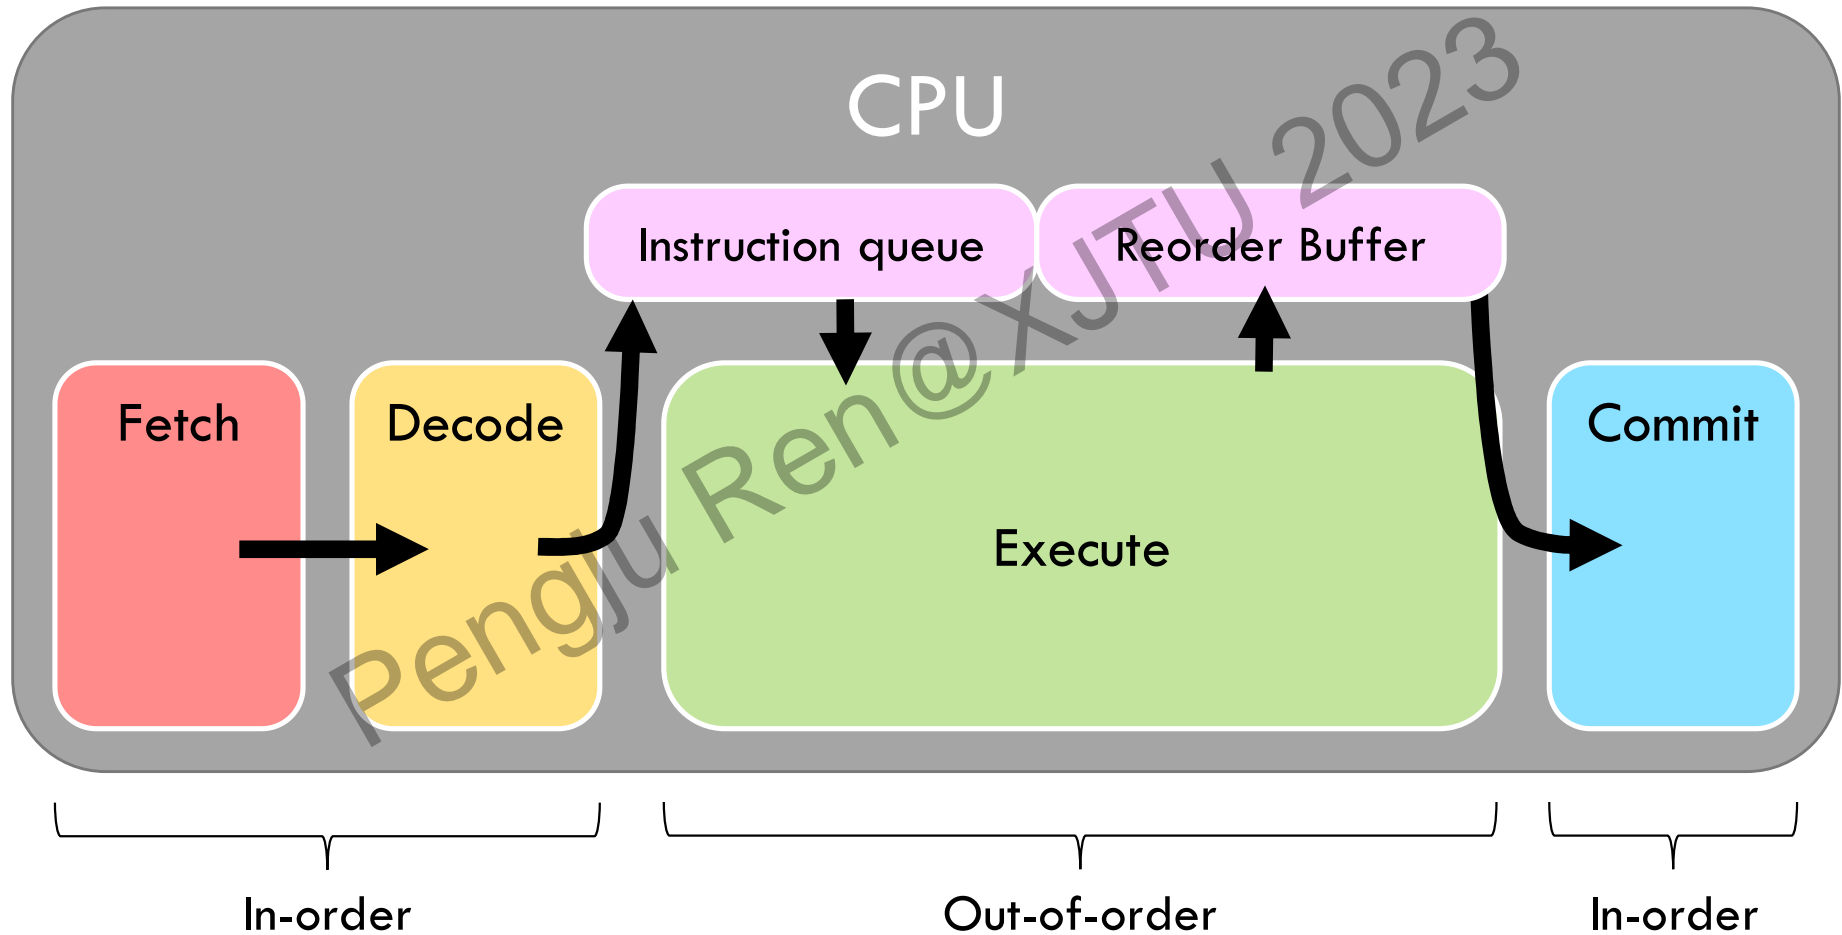 CPU
Instruction queue
Reorder Buffer
Fetch
Decode
Execute
Commit
In-order
Out-of-order
In-order
Pengju Ren@XJTU 2023